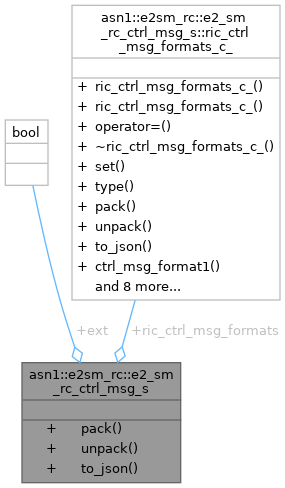 asn1::e2sm_rc::e2_sm
_rc_ctrl_msg_s::ric_ctrl
_msg_formats_c_
+ ric_ctrl_msg_formats_c_()
+ ric_ctrl_msg_formats_c_()
+ operator=()
+ ~ric_ctrl_msg_formats_c_()
+ set()
+ type()
+ pack()
+ unpack()
+ to_json()
+ ctrl_msg_format1()
and 8 more...
bool
+ext
+ric_ctrl_msg_formats
asn1::e2sm_rc::e2_sm
_rc_ctrl_msg_s
+ pack()
+ unpack()
+ to_json()